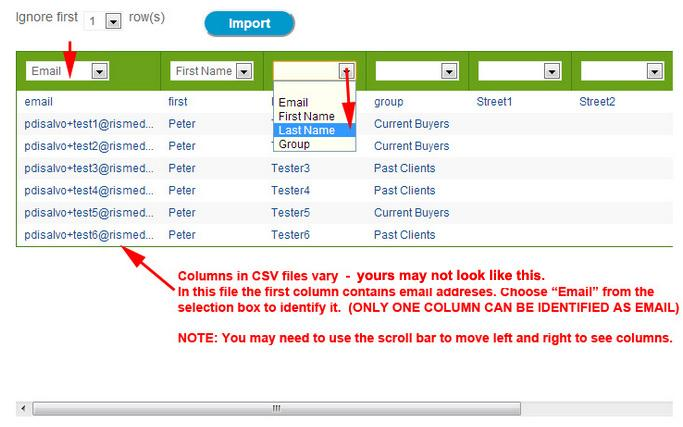 Ignore first 1 row(s) Import
Email First Name
Email
First Name
Last Name
Group
email first group Street1 Street2
pdisalvo+test1@rismed... Peter Current Buyers
pdisalvo+test2@rismed... Peter Current Buyers
pdisalvo+test3@rismed... Peter Tester3 Past Clients
pdisalvo+test4@rismed... Peter Tester4 Past Clients
pdisalvo+test5@rismed... Peter Tester5 Current Buyers
pdisalvo+test6@rismed... Peter Tester6 Past Clients
Columns in CSV files vary - yours may not look like this.
In this file the first column contains email addreses. Choose “Email” from the
selection box to identify it. (ONLY ONE COLUMN CAN BE IDENTIFIED AS EMAIL)
NOTE: You may need to use the scroll bar to move left and right to see columns.